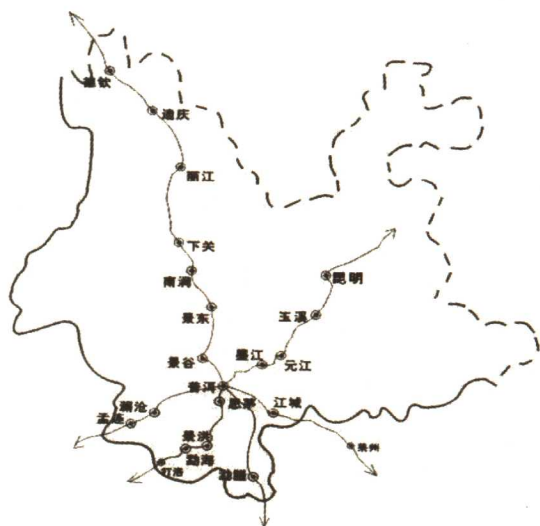 德钦
迪庆
丽江
下关
南涧
景东
昆明
玉溪
元江
墨江
景谷
普洱
思茅
江城
澜沧
孟连
景洪
勐海
打洛
勐腊
莱州